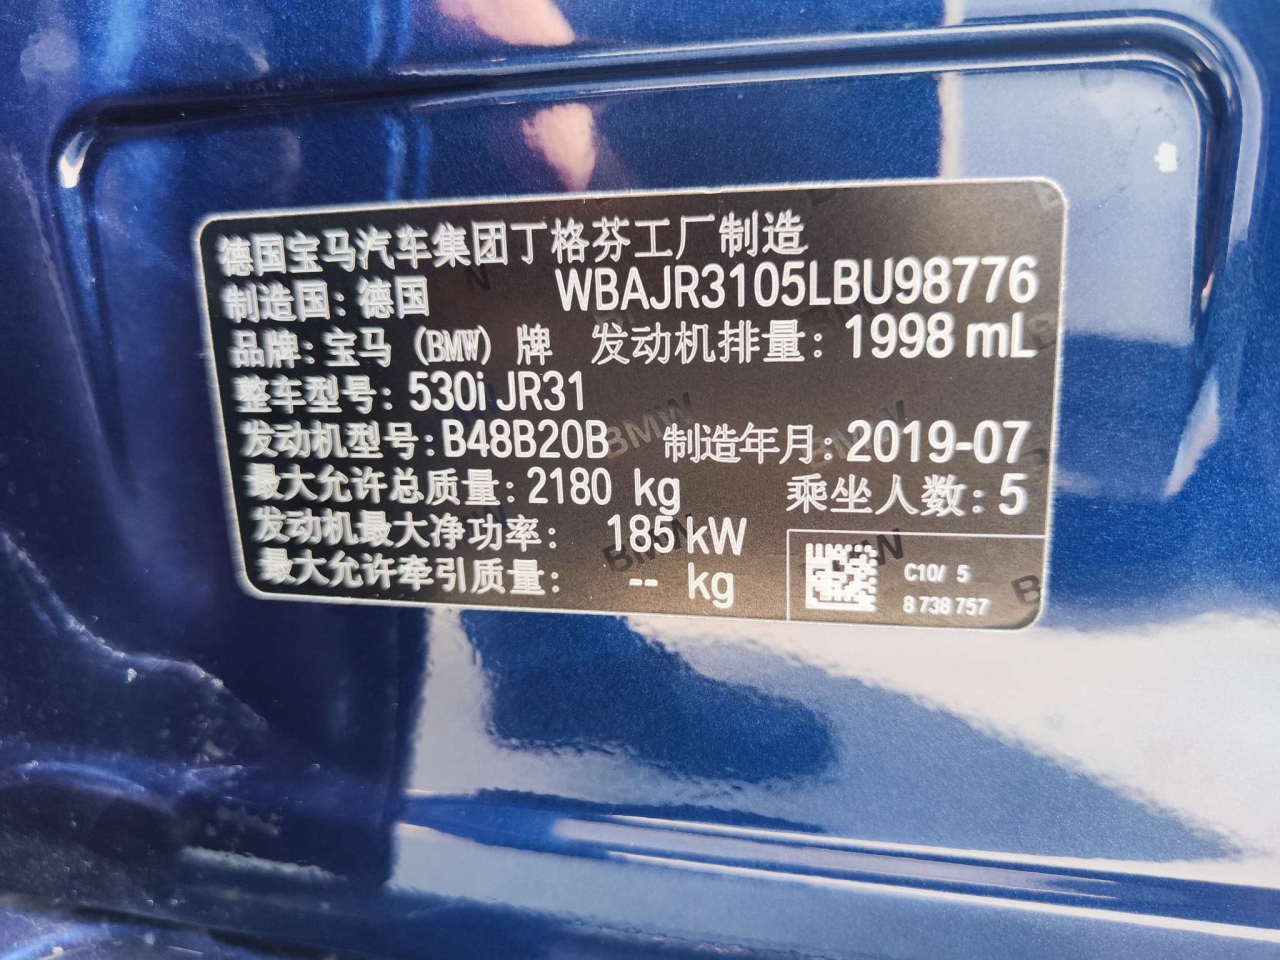 德国宝马汽车集团丁格芬工厂制造
制造国：德国 WBAJR3105LBU98776
品牌：宝马（BMW）牌 发动机排量：1998 mL
整车型号：530i JR31
发动机型号：B48B20B 制造年月：2019-07
最大允许总质量：2180 kg 乘坐人数：5
发动机最大净功率： 185 kW
最大允许牵引质量： -- kg
C10/ 5
8 738 757